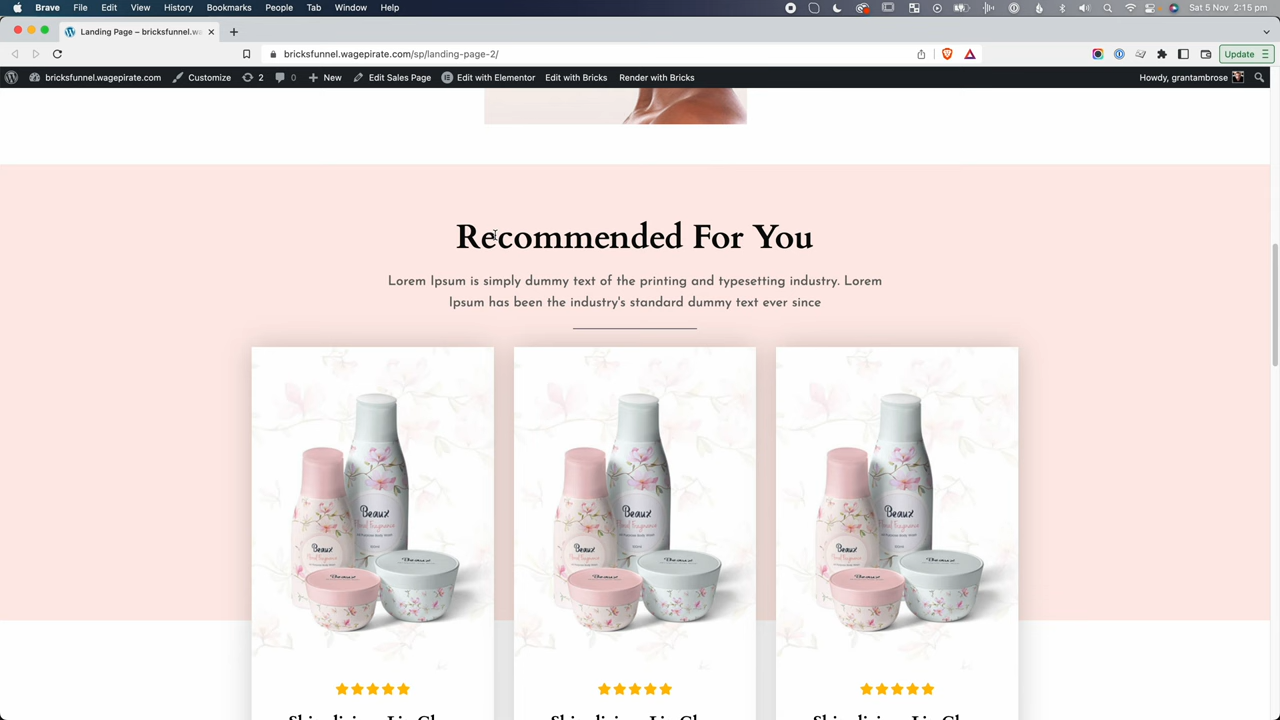 Brave File Edit View History Bookmarks People Tab Window Help Sat 5 Nov 2:15 pm
Landing Page – bricksfunnel.wa
bricksfunnel.wagepirate.com/sp/landing-page-2/ Update
bricksfunnel.wagepirate.com Customize 2 0 New Edit Sales Page Edit with Elementor Edit with Bricks Render with Bricks Howdy, grantambrose
Recommended For You
Lorem Ipsum is simply dummy text of the printing and typesetting industry. Lorem
Ipsum has been the industry's standard dummy text ever since
Beaux Beaux Beaux
Floral fragrance Floral fragrance Floral fragrance
Beaux Beaux Beaux